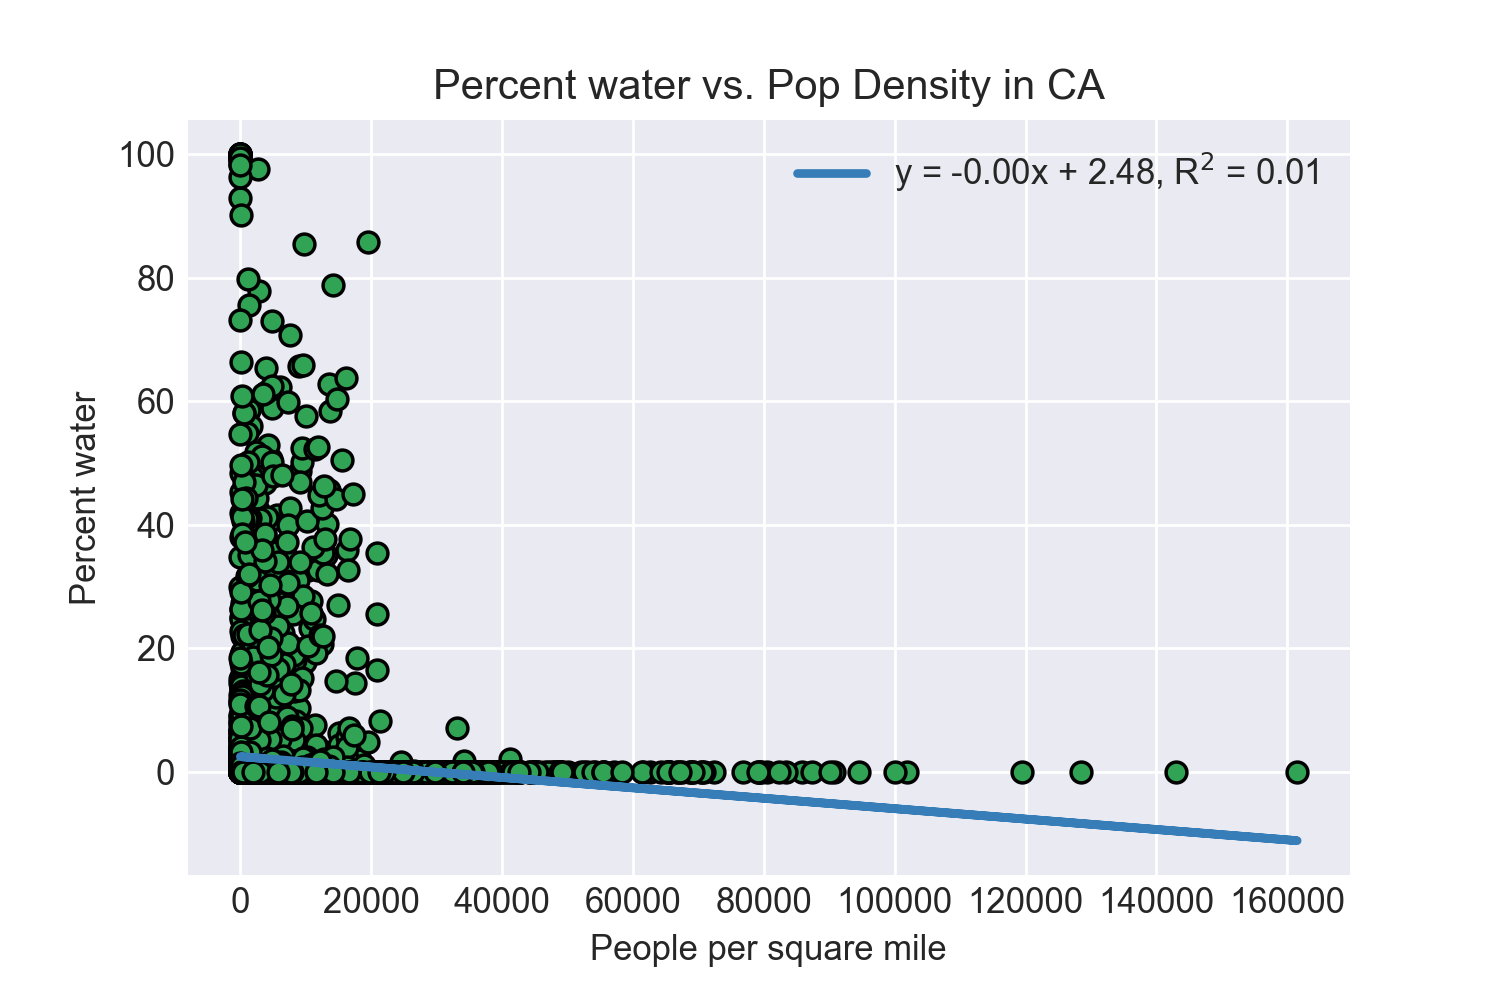 Percent water vs. Pop Density in CA
y = -0.00x + 2.48, R² = 0.01
100
80
60
40
20
0
Percent water
0 20000 40000 60000 80000 100000 120000 140000 160000
People per square mile